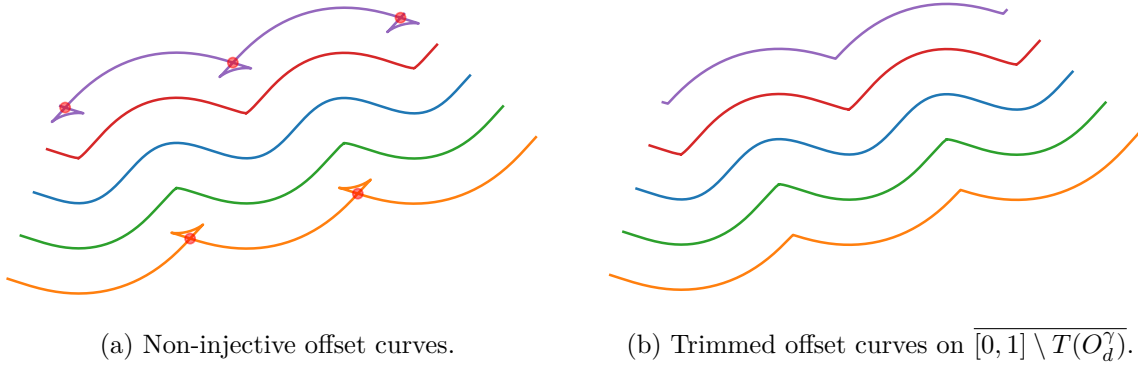 (a) Non-injective offset curves.
(b) Trimmed offset curves on $\overline{[0, 1] \setminus T(O_d^{\gamma})}$.